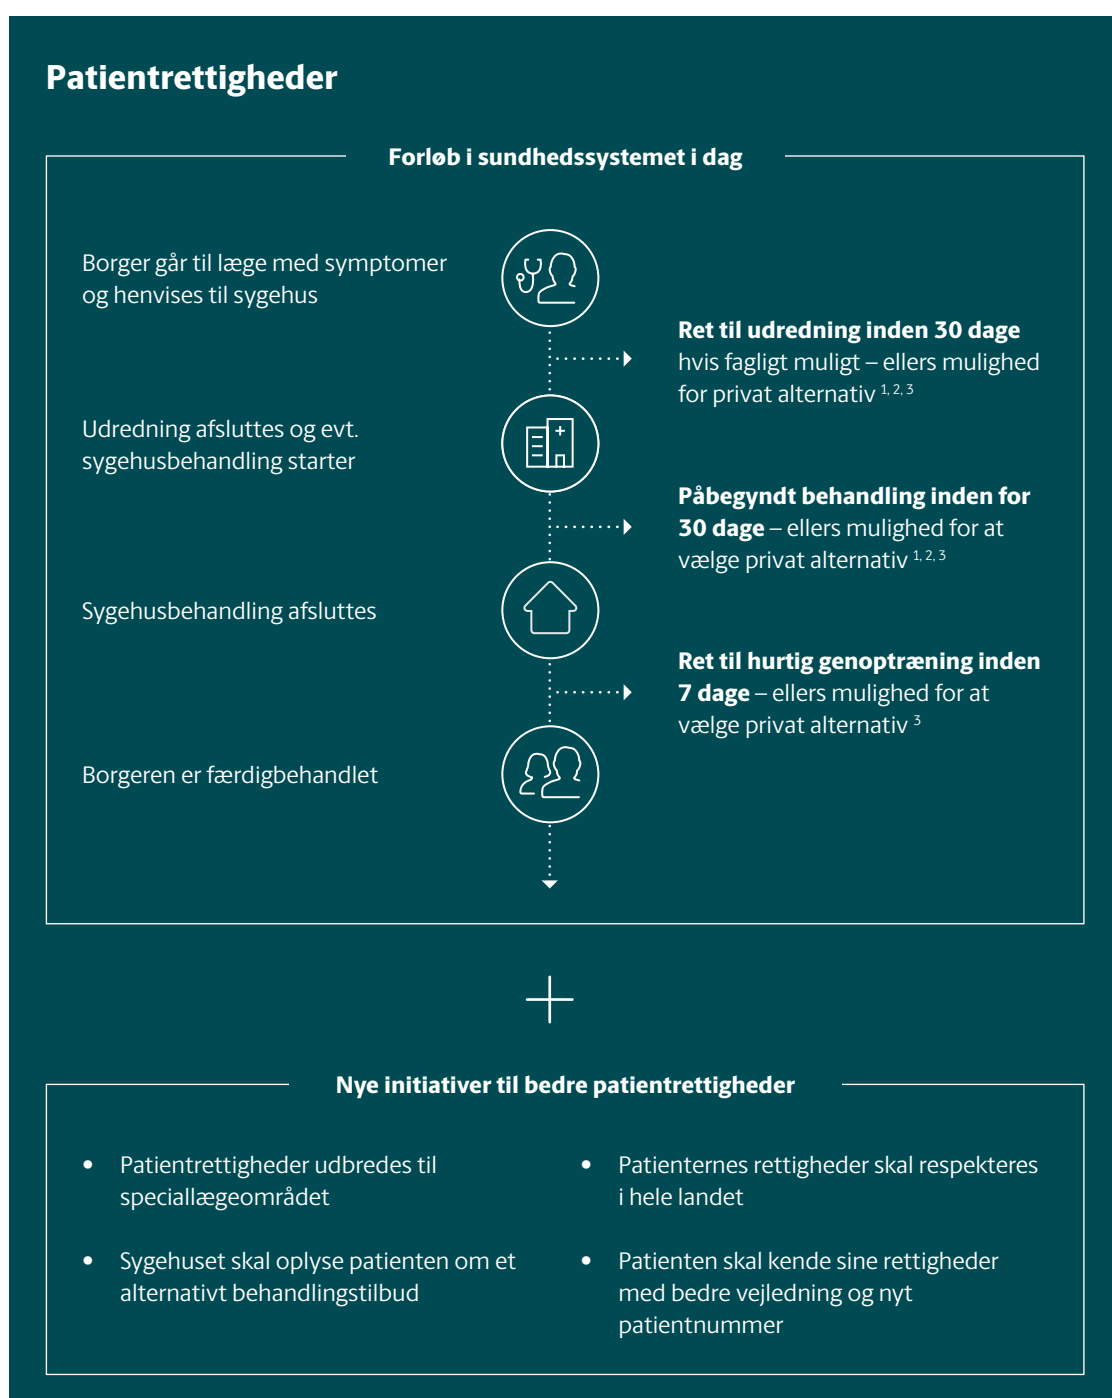 Patientrettigheder
Forløb i sundhedssystemet i dag
Borger går til læge med symptomer
og henvises til sygehus
Ret til udredning inden 30 dage
hvis fagligt muligt – ellers mulighed
for privat alternativ 1, 2, 3
Udredning afsluttes og evt.
sygehusbehandling starter
Påbegyndt behandling inden for
30 dage – ellers mulighed for at
vælge privat alternativ 1, 2, 3
Sygehusbehandling afsluttes
Ret til hurtig genoptræning inden
7 dage – ellers mulighed for at
vælge privat alternativ 3
Borgeren er færdigbehandlet
Nye initiativer til bedre patientrettigheder
• Patientrettigheder udbredes til
speciallægeområdet
• Sygehuset skal oplyse patienten om et
alternativt behandlingstilbud
• Patienternes rettigheder skal respekteres
i hele landet
• Patienten skal kende sine rettigheder
med bedre vejledning og nyt
patientnummer